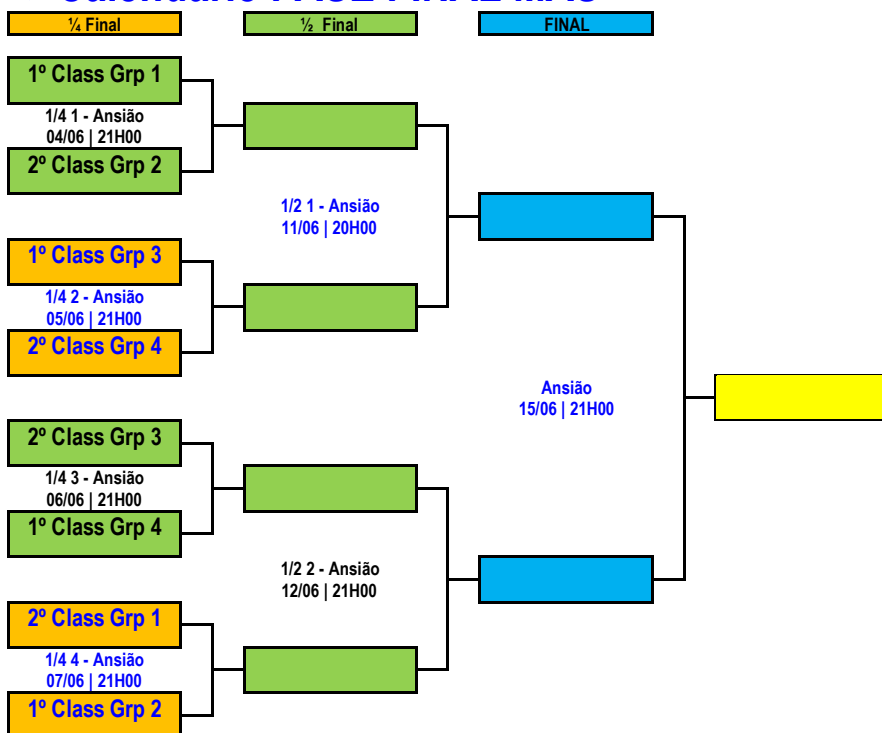 ¼ Final
½ Final
FINAL
1º Class Grp 1
1/4 1 - Ansião
04/06 | 21H00
2º Class Grp 2
1/2 1 - Ansião
11/06 | 20H00
1º Class Grp 3
1/4 2 - Ansião
05/06 | 21H00
2º Class Grp 4
Ansião
15/06 | 21H00
2º Class Grp 3
1/4 3 - Ansião
06/06 | 21H00
1º Class Grp 4
1/2 2 - Ansião
12/06 | 21H00
2º Class Grp 1
1/4 4 - Ansião
07/06 | 21H00
1º Class Grp 2